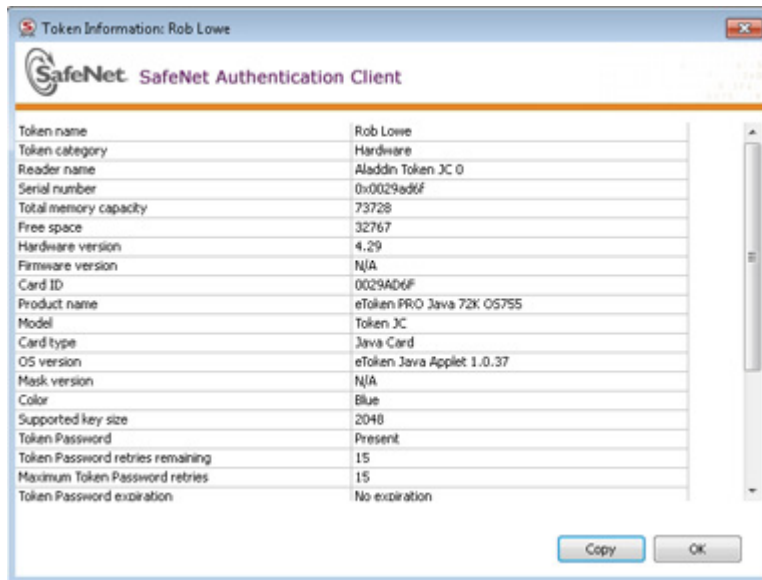 Token Information: Rob Lowe
SafeNet. SafeNet Authentication Client
Token name Rob Lowe
Token category Hardware
Reader name Aladdin Token JC 0
Serial number 0x0029ad6f
Total memory capacity 73728
Free space 32767
Hardware version 4.29
Firmware version N/A
Card ID 0029AD6F
Product name eToken PRO Java 72K OS755
Model Token JC
Card type Java Card
OS version eToken Java Applet 1.0.37
Mask version N/A
Color Blue
Supported key size 2048
Token Password Present
Token Password retries remaining 15
Maximum Token Password retries 15
Token Password expiration No expiration
Copy OK